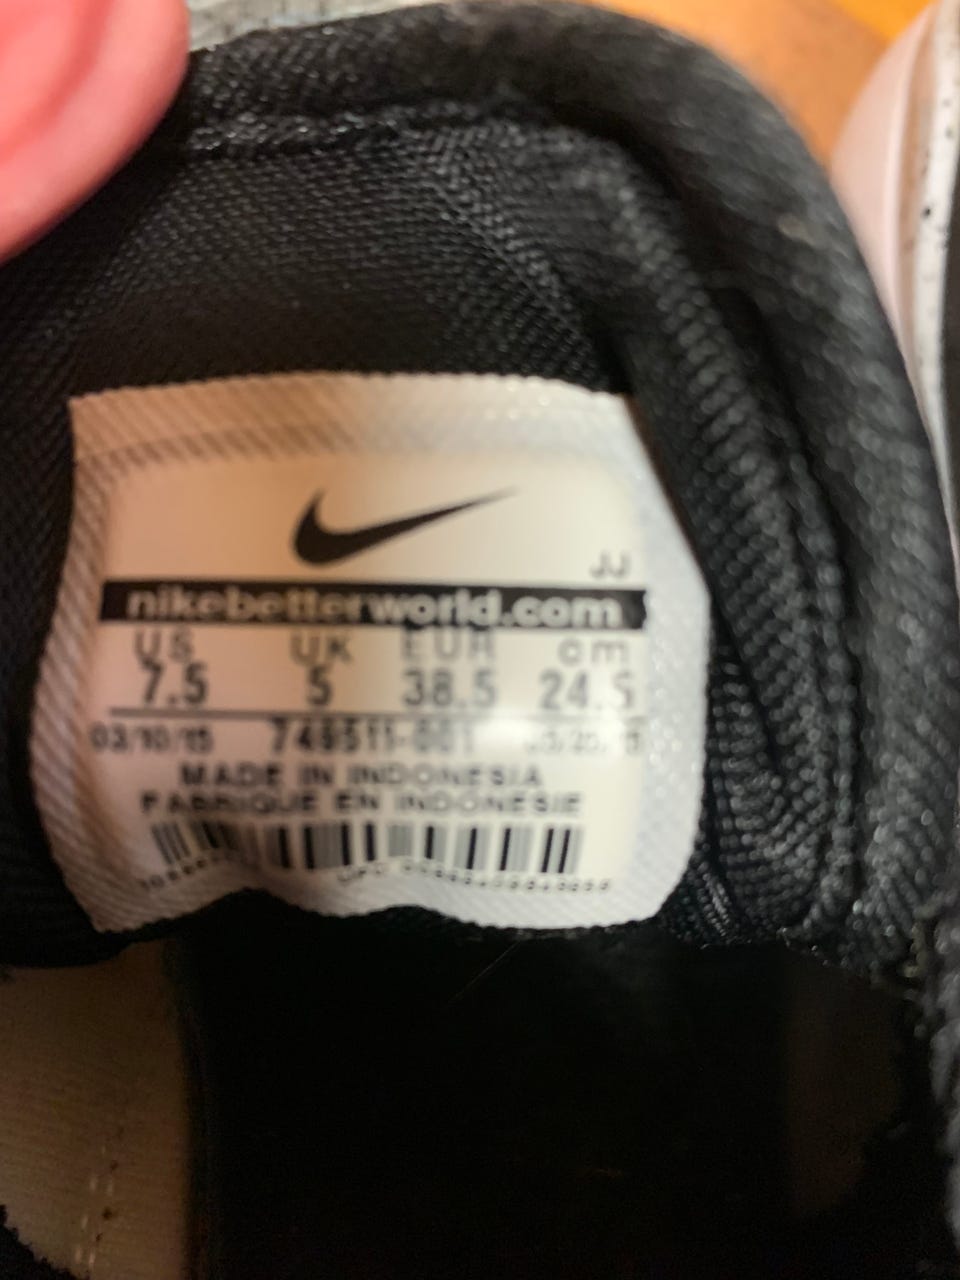 JJ
nikebetterworld.com
US UK EUR cm
7.5 5 38.5 24.5
03/10/15 749511-001
MADE IN INDONESIA
FABRIQUE EN INDONESIE